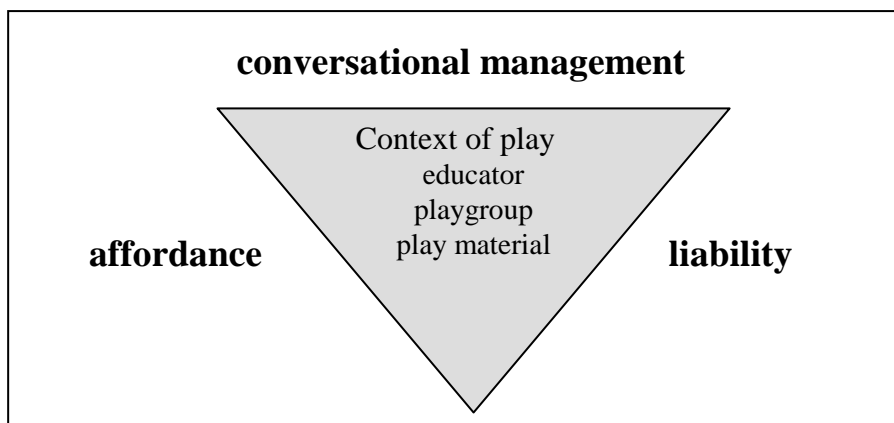 conversational management
Context of play
educator
playgroup
play material
affordance
liability